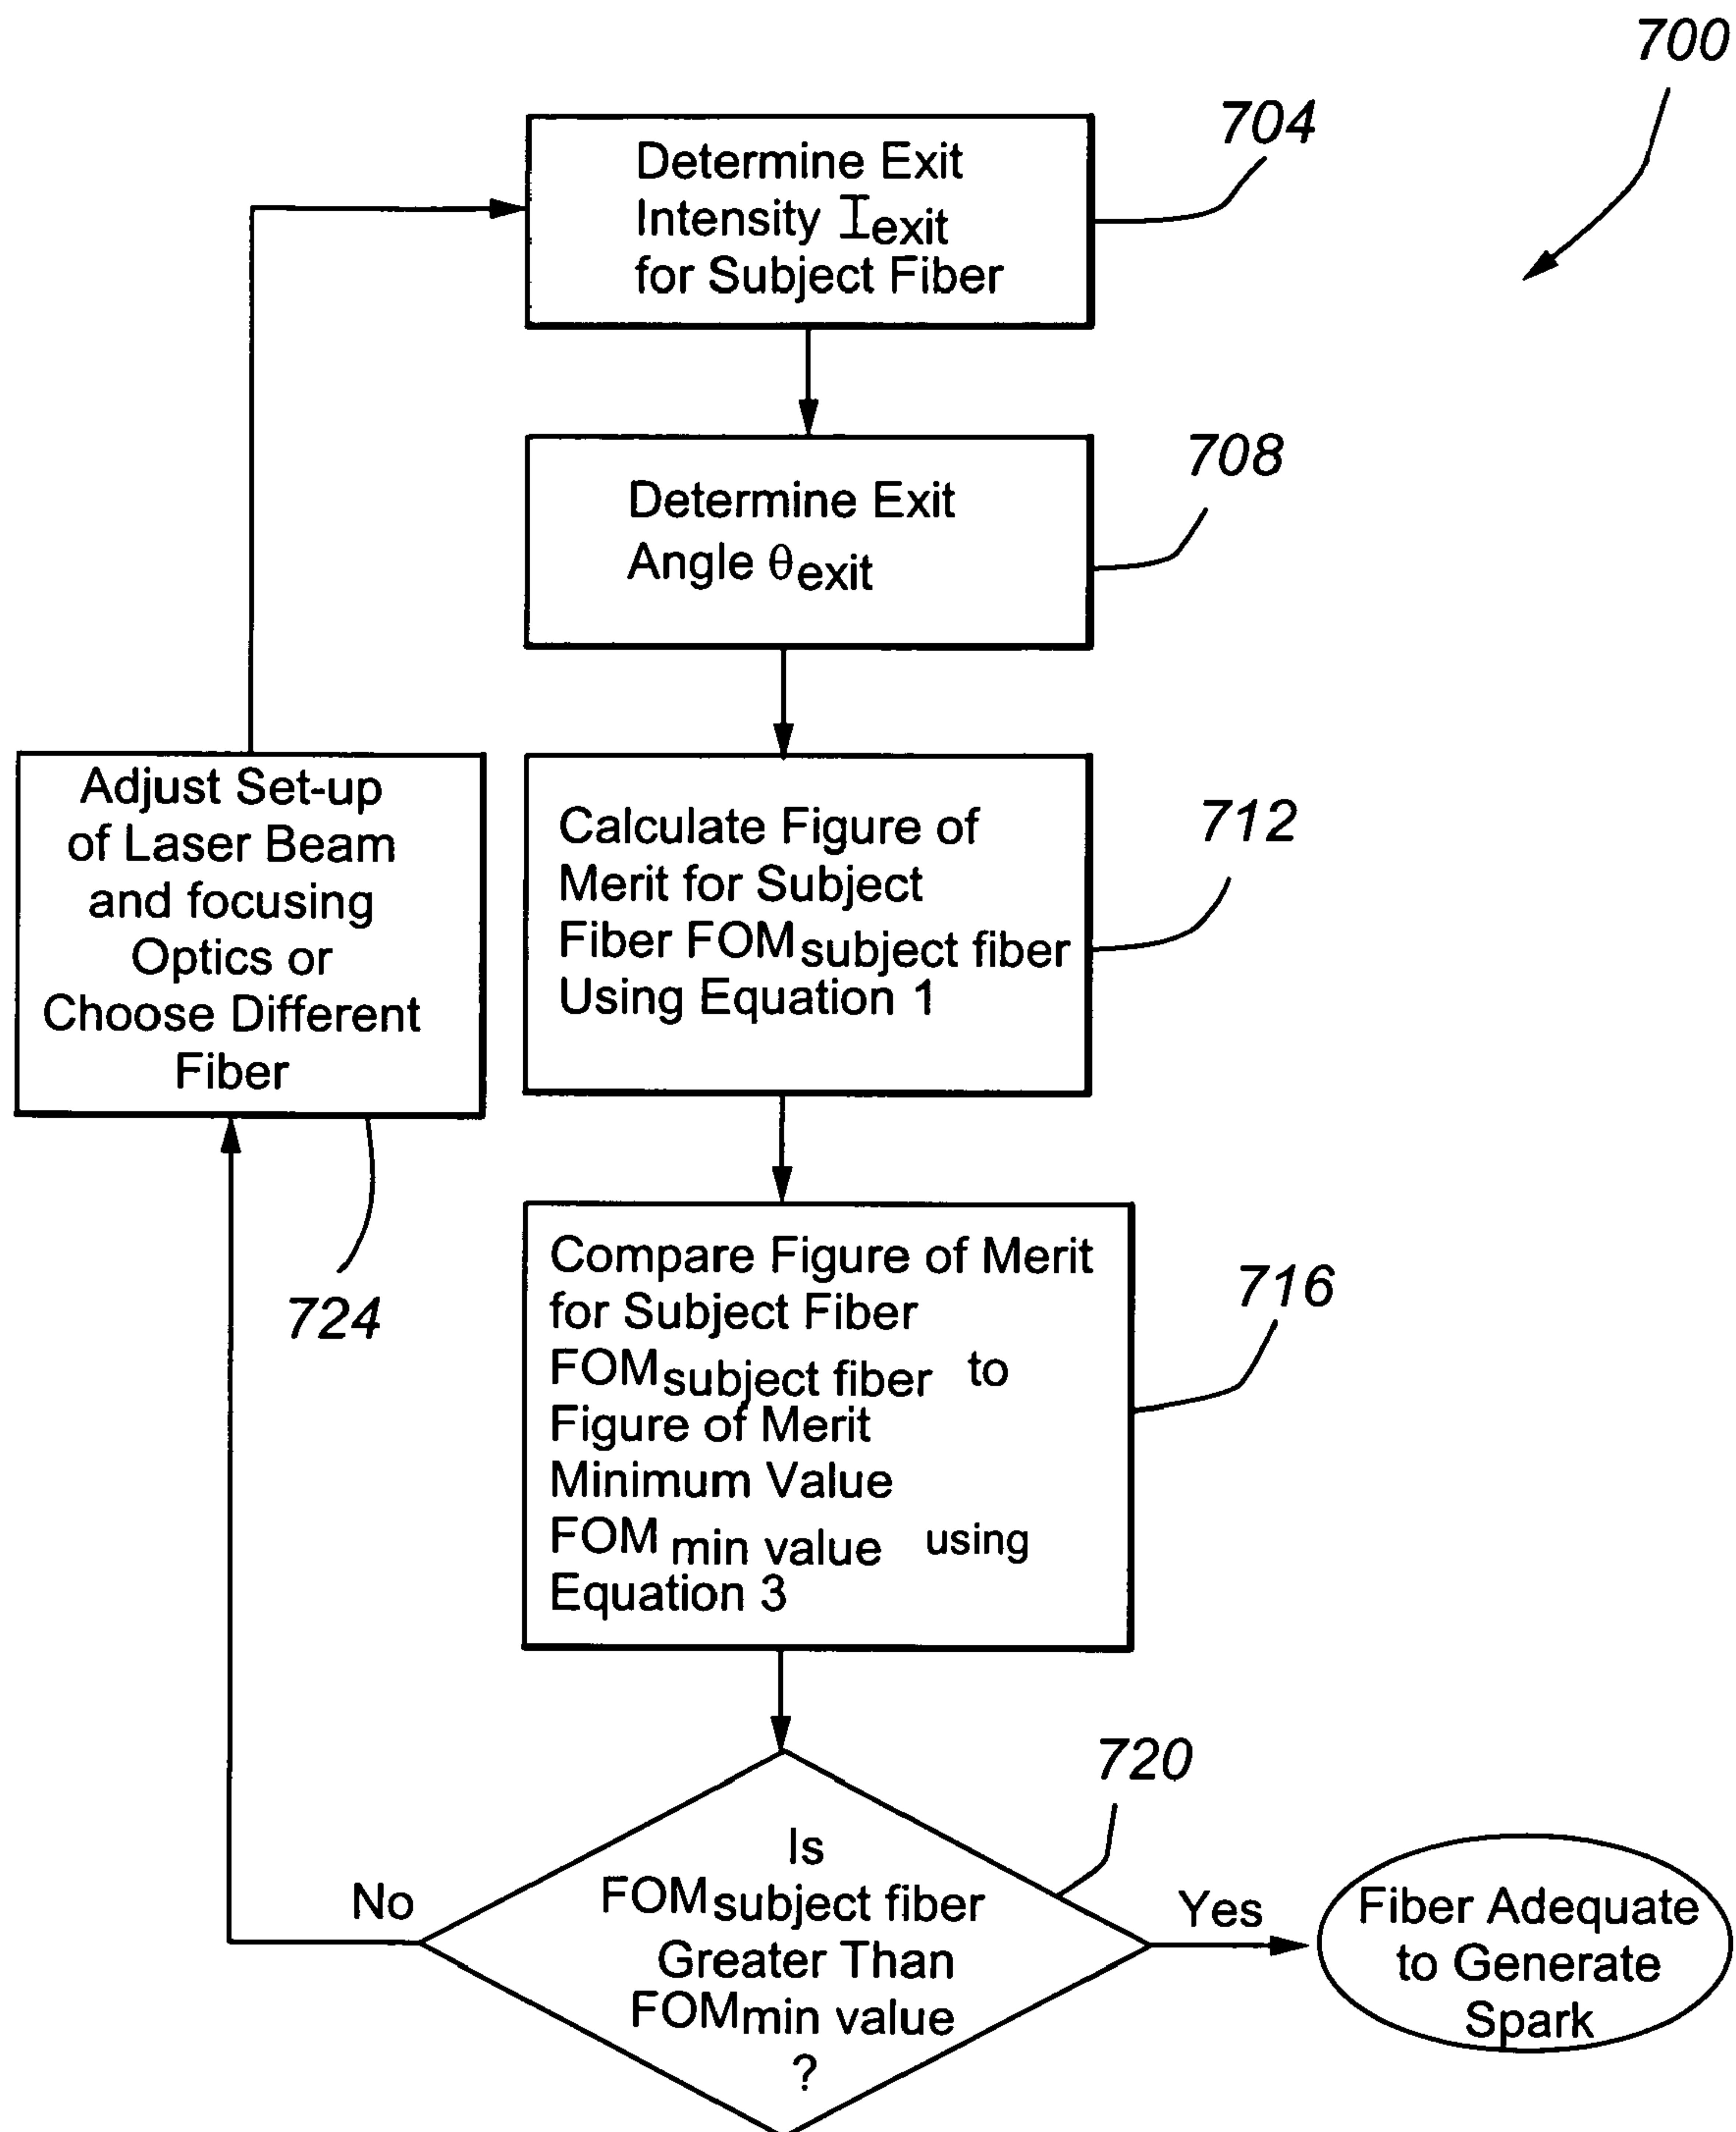 700
704
Determine Exit
Intensity Iexit
for Subject Fiber
708
Determine Exit
Angle θexit
712
Calculate Figure of
Merit for Subject
Fiber FOMsubject fiber
Using Equation 1
Adjust Set-up
of Laser Beam
and focusing
Optics or
Choose Different
Fiber
724
716
Compare Figure of Merit
for Subject Fiber
FOMsubject fiber to
Figure of Merit
Minimum Value
FOM min value using
Equation 3
720
Is
FOMsubject fiber
Greater Than
FOMmin value
?
No
Yes
Fiber Adequate
to Generate
Spark